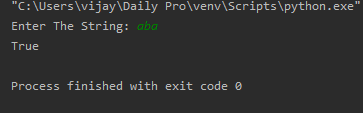 "C:\Users\vijay\Daily Pro\venv\Scripts\python.exe"
Enter The String: aba
True
Process finished with exit code 0